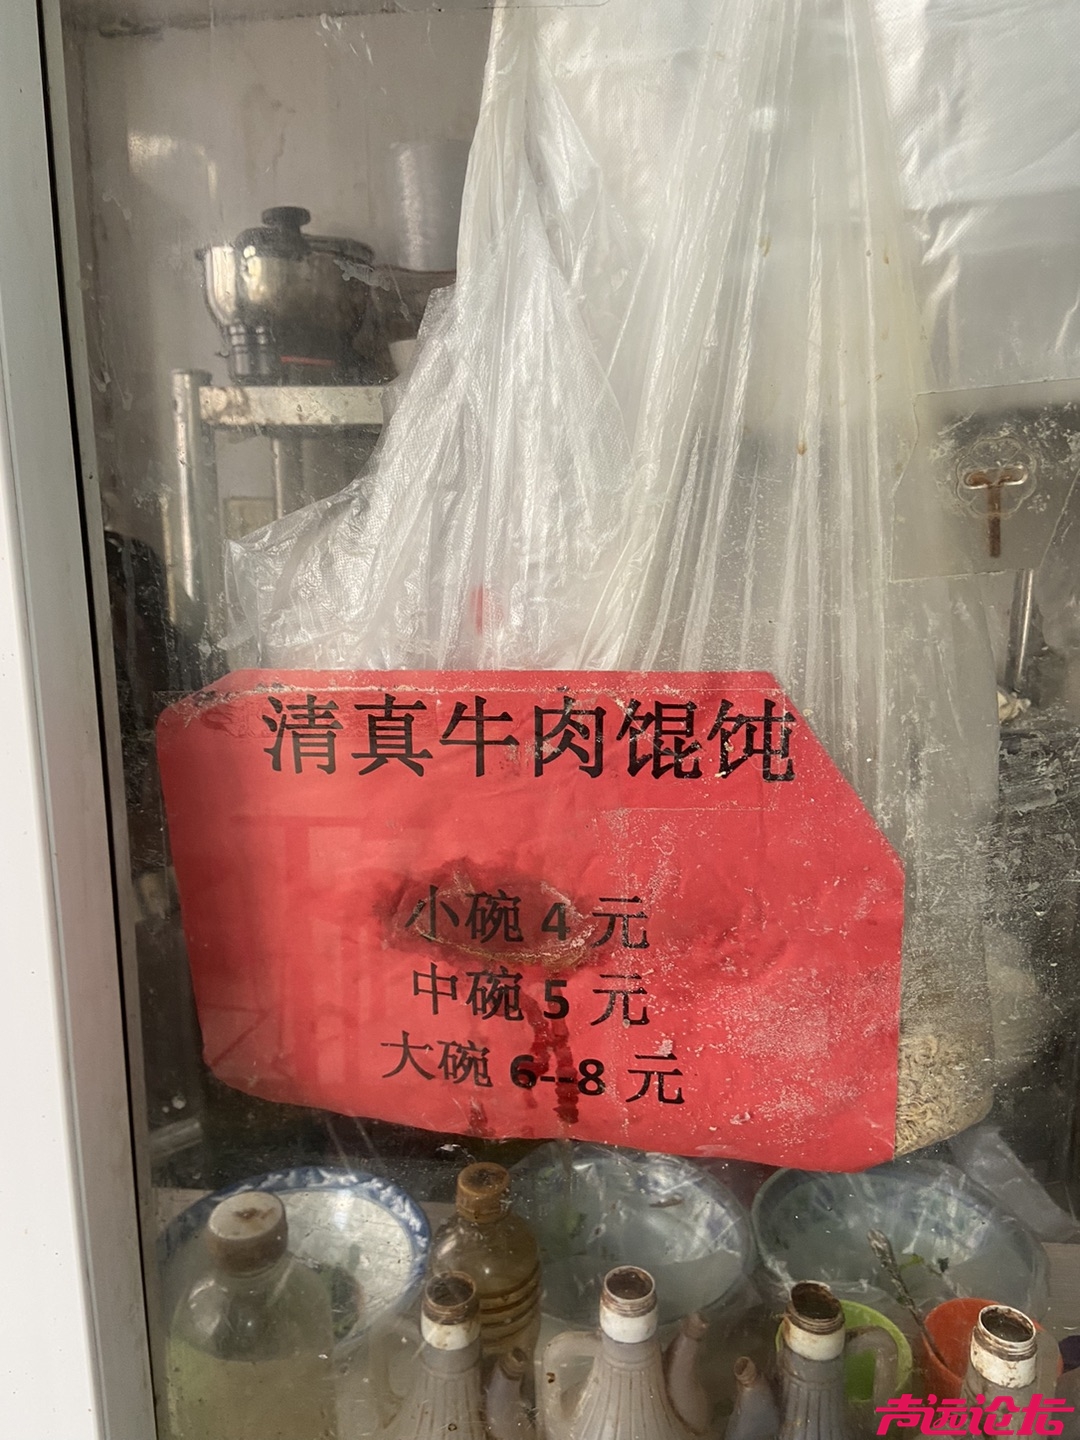 清真牛肉馄饨
小碗 4 元
中碗 5 元
大碗 6--8 元
声远论坛